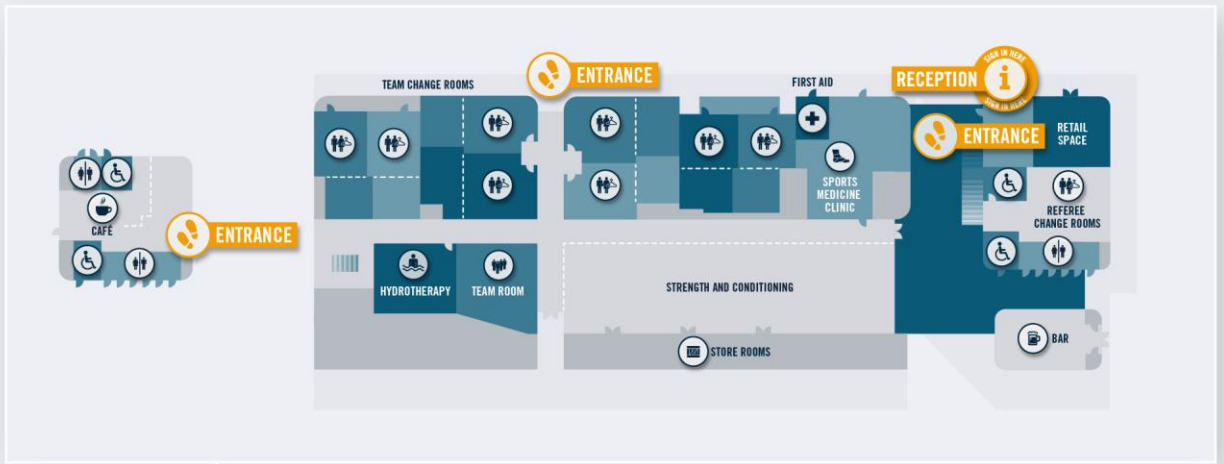 SIGN IN HERE
ENTRANCE
TEAM CHANGE ROOMS
FIRST AID
RECEPTION
SIGN IN HERE
ENTRANCE
RETAIL
SPACE
SPORTS
MEDICINE
CLINIC
REFEREE
CHANGE ROOMS
CAFÉ
ENTRANCE
HYDROTHERAPY
TEAM ROOM
STRENGTH AND CONDITIONING
STORE ROOMS
BAR